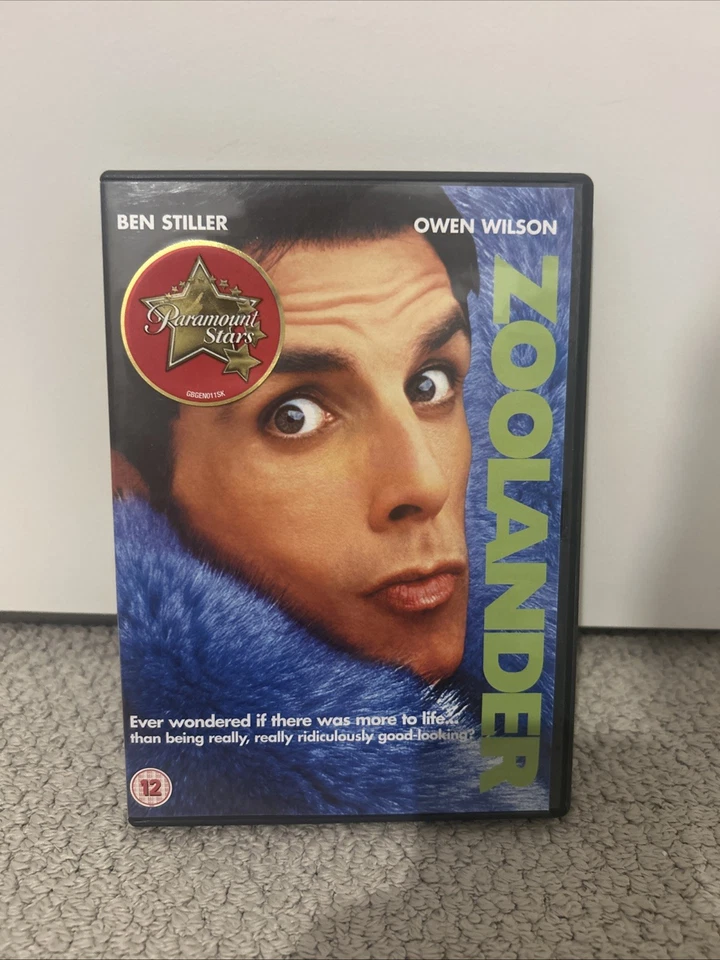 BEN STILLER
OWEN WILSON
Paramount
Stars
GBGEN011SK
ZOOLANDER
Ever wondered if there was more to life...
than being really, really ridiculously good-looking?
12